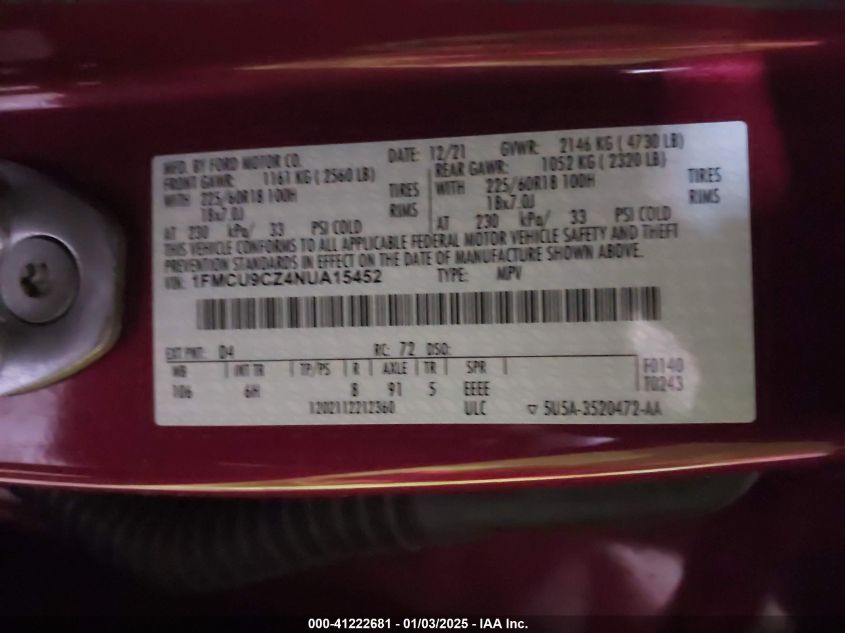 MFD. BY FORD MOTOR CO. DATE: 12/21 GVWR: 2146 KG ( 4730 LB)
FRONT GAWR: 1161 KG ( 2560 LB) REAR GAWR: 1052 KG ( 2320 LB)
WITH 225/60R18 100H TIRES WITH 225/60R18 100H TIRES
18x7.0J RIMS 18x7.0J RIMS
AT 230 kPa/ 33 PSI COLD AT 230 kPa/ 33 PSI COLD
THIS VEHICLE CONFORMS TO ALL APPLICABLE FEDERAL MOTOR VEHICLE SAFETY AND THEFT
PREVENTION STANDARDS IN EFFECT ON THE DATE OF MANUFACTURE SHOWN ABOVE.
VIN: 1FMCU9CZ4NUA15452 TYPE: MPV
EXT PNT: D4 RC: 72 DSO:
WB INT TR TP/PS R AXLE TR SPR F0140
106 6H 8 91 5 EEEE T0243
1202112212360 ULC 5U5A-3520472-AA
000-41222681 - 01/03/2025 - IAA Inc.